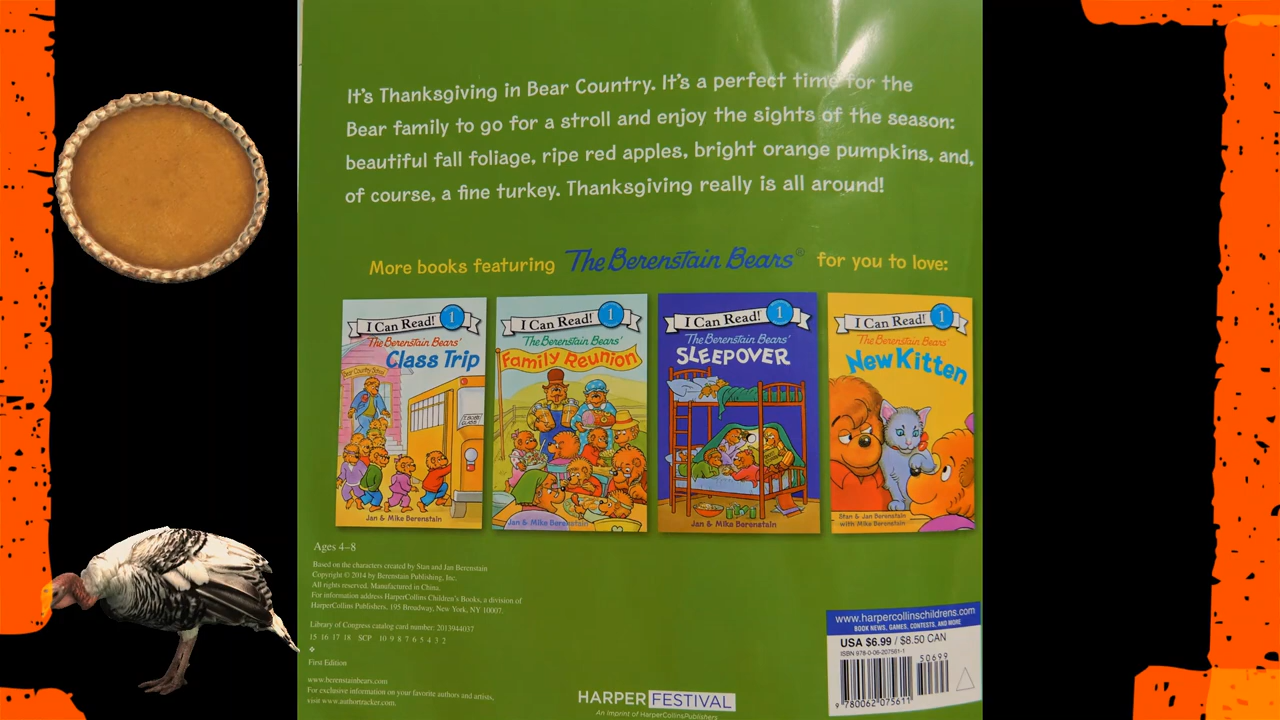 It's Thanksgiving in Bear Country. It's a perfect time for the
Bear family to go for a stroll and enjoy the sights of the season:
beautiful fall foliage, ripe red apples, bright orange pumpkins, and,
of course, a fine turkey. Thanksgiving really is all around!
More books featuring The Berenstain Bears® for you to love:
I Can Read! 1
The Berenstain Bears'
Class Trip
Bear Country School
Jan & Mike Berenstain
I Can Read! 1
The Berenstain Bears'
Family Reunion
Jan & Mike Berenstain
I Can Read! 1
The Berenstain Bears'
SLEEPOVER
Jan & Mike Berenstain
I Can Read! 1
The Berenstain Bears'
New Kitten
Stan & Jan Berenstain
with Mike Berenstain
Ages 4–8
Based on the characters created by Stan and Jan Berenstain
Copyright © 2014 by Berenstain Publishing, Inc.
All rights reserved. Manufactured in China.
For information address HarperCollins Children's Books, a division of
HarperCollins Publishers, 195 Broadway, New York, NY 10007.
Library of Congress catalog card number: 2013944037
15 16 17 18 SCP 10 9 8 7 6 5 4 3 2
First Edition
www.berenstainbears.com
For exclusive information on your favorite authors and artists,
visit www.authortracker.com.
HARPER FESTIVAL
An Imprint of HarperCollinsPublishers
www.harpercollinschildrens.com
BOOK NEWS, GAMES, CONTESTS, AND MORE
USA $6.99 / $8.50 CAN
ISBN 978-0-06-207561-1
50699
9 780062 075611